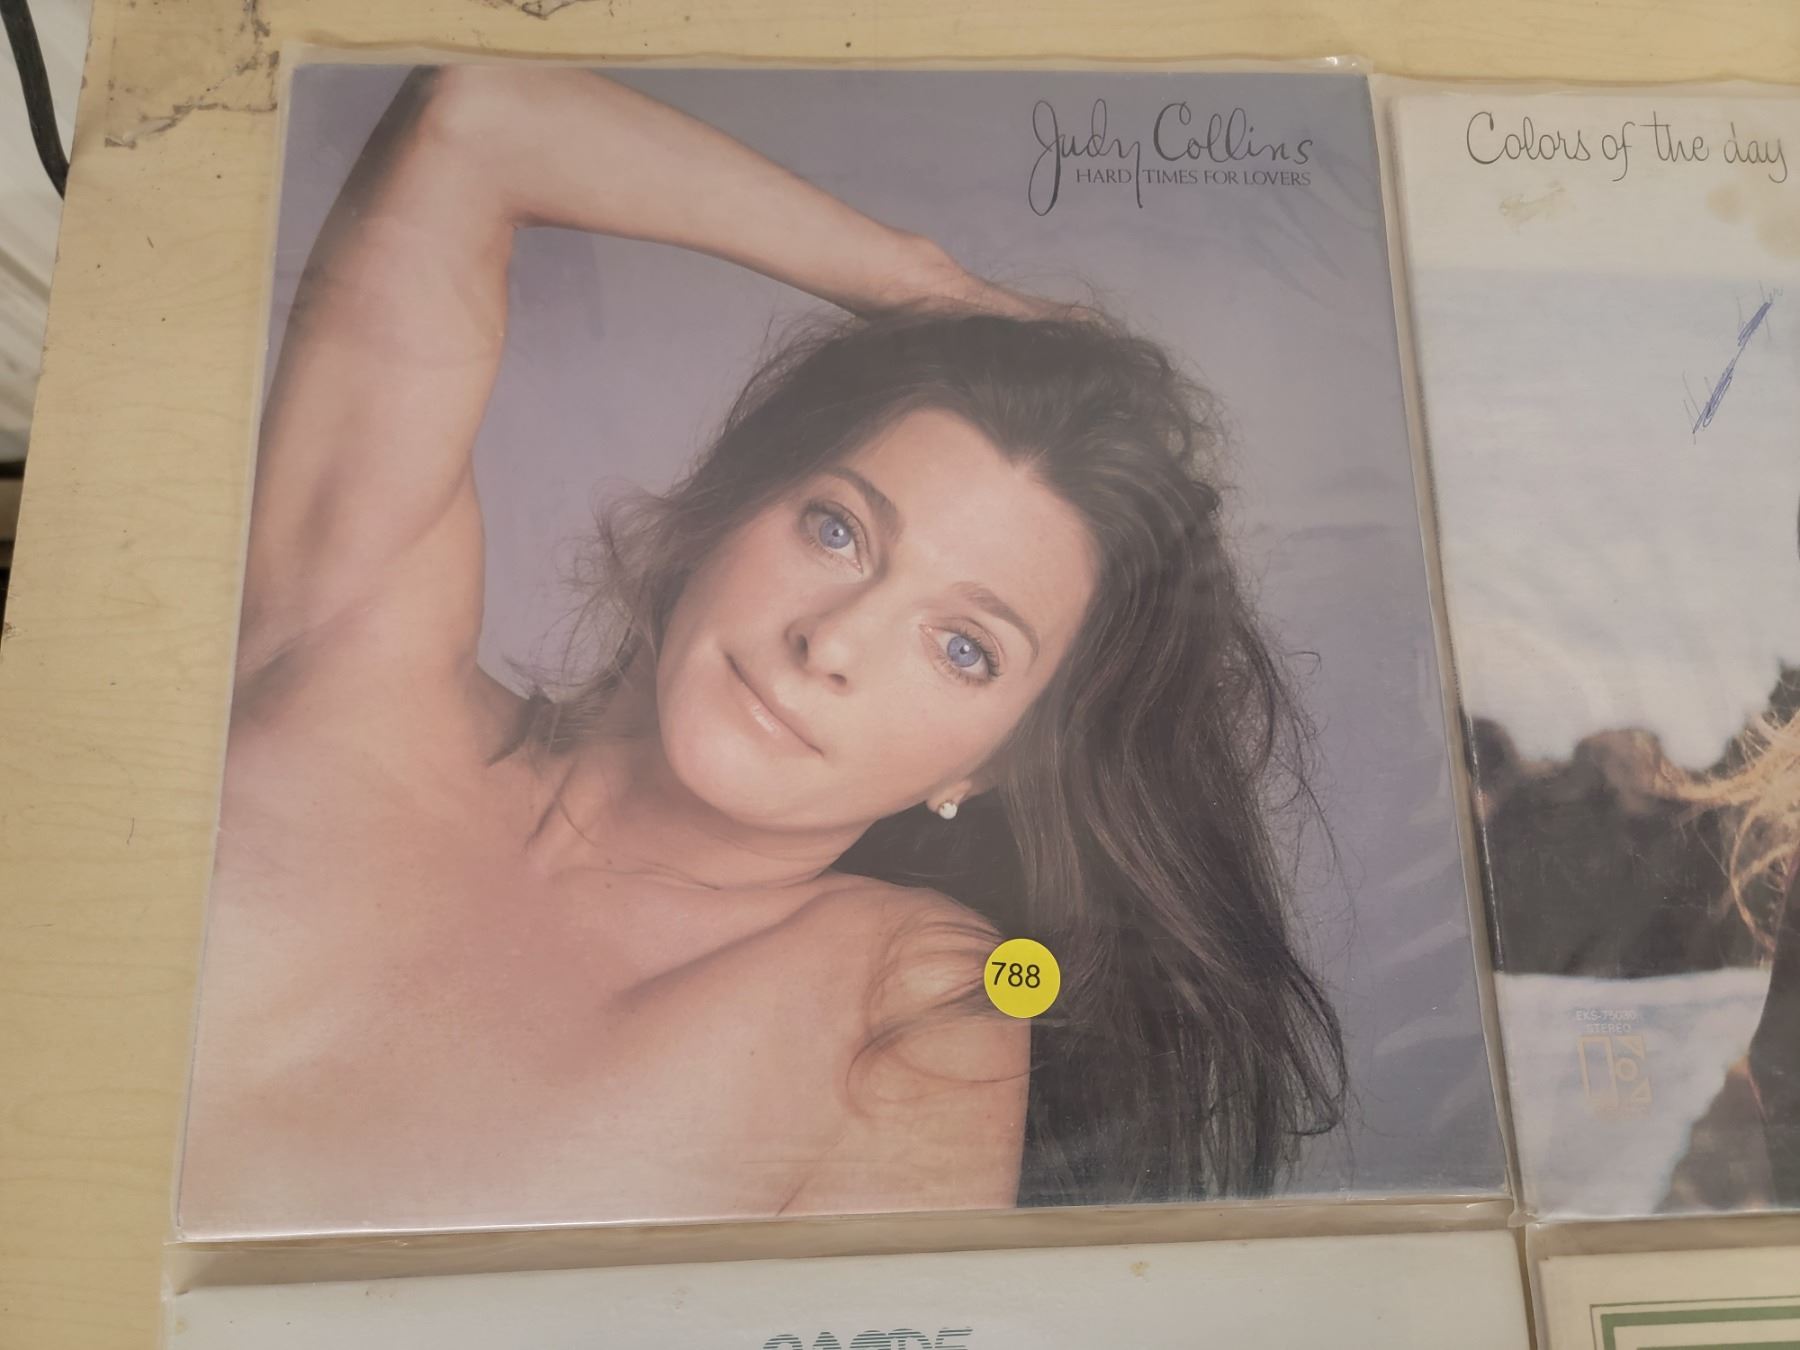 Judy Collins
HARD TIMES FOR LOVERS
Colors of the day
788
EKS-75030
STEREO